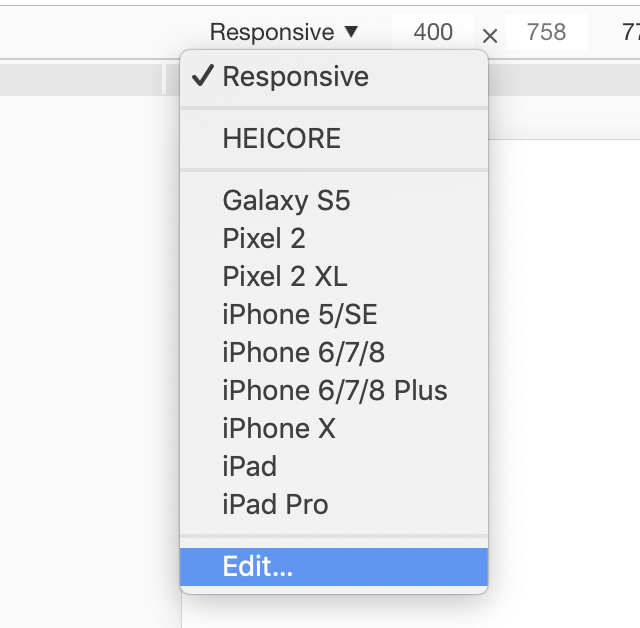 Responsive ▼ 400 × 758 77
✓ Responsive
HEICORE
Galaxy S5
Pixel 2
Pixel 2 XL
iPhone 5/SE
iPhone 6/7/8
iPhone 6/7/8 Plus
iPhone X
iPad
iPad Pro
Edit...